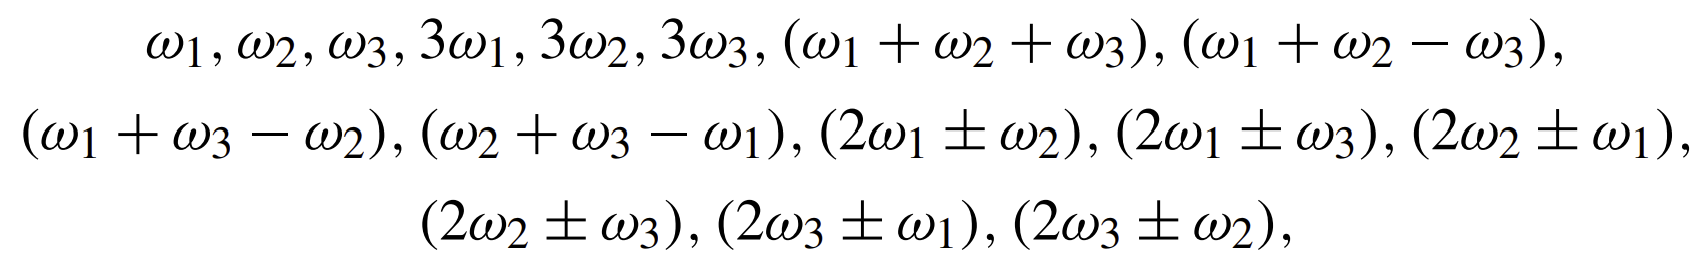 ω₁, ω₂, ω₃, 3ω₁, 3ω₂, 3ω₃, (ω₁ + ω₂ + ω₃), (ω₁ + ω₂ − ω₃),
(ω₁ + ω₃ − ω₂), (ω₂ + ω₃ − ω₁), (2ω₁ ± ω₂), (2ω₁ ± ω₃), (2ω₂ ± ω₁),
(2ω₂ ± ω₃), (2ω₃ ± ω₁), (2ω₃ ± ω₂),